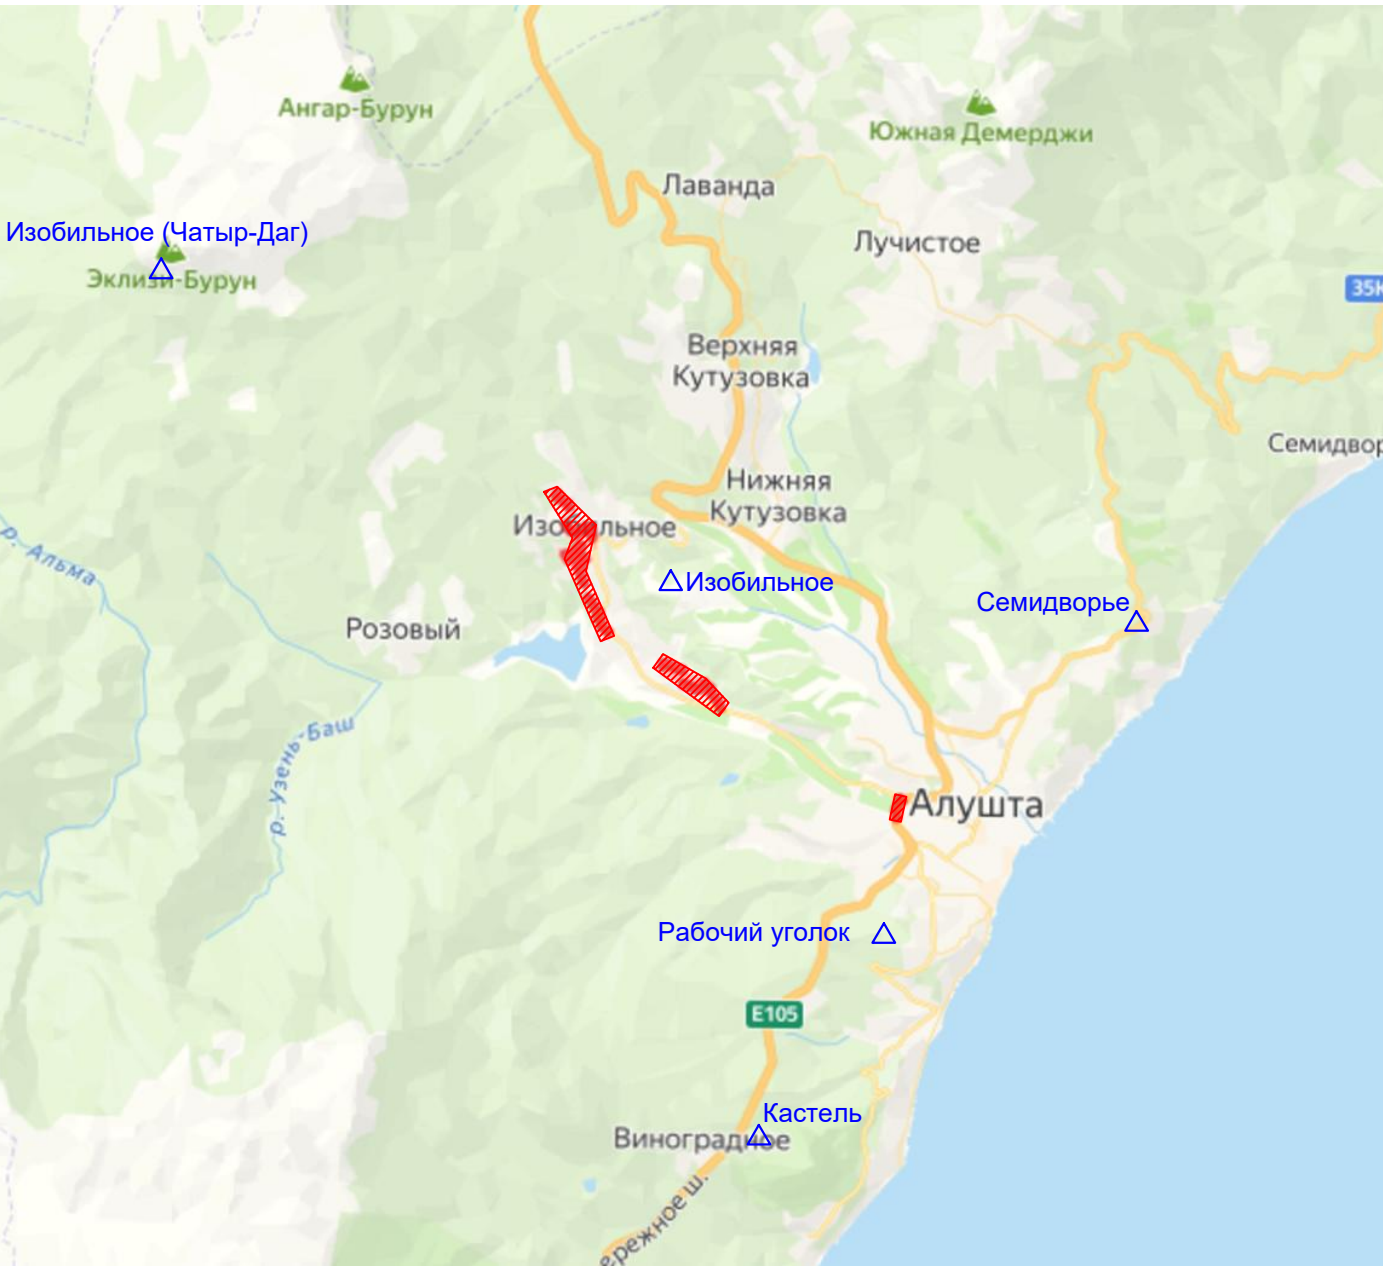 Ангар-Бурун
Южная Демерджи
Лаванда
Изобильное (Чатыр-Даг)
Лучистое
Эклизи-Бурун
35К
Верхняя
Кутузовка
Семидвор
Нижняя
Кутузовка
Изобильное
р. Альма
Изобильное
Семидворье
Розовый
р. Узень-Баш
Алушта
Рабочий уголок
E105
Кастель
Виноградное
ережное ш.